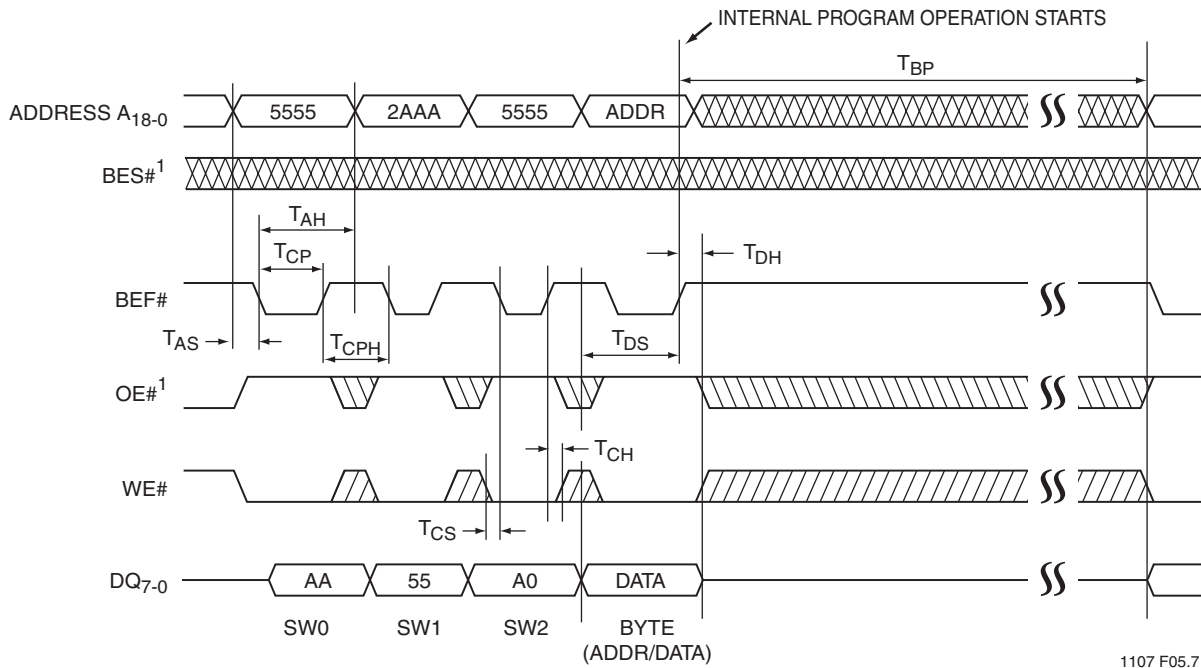 INTERNAL PROGRAM OPERATION STARTS
TBP
ADDRESS A18-0
5555
2AAA
5555
ADDR
BES#1
TAH
TCP
TDH
BEF#
TAS
TCPH
TDS
OE#1
TCH
WE#
TCS
DQ7-0
AA
55
A0
DATA
SW0
SW1
SW2
BYTE
(ADDR/DATA)
1107 F05.7